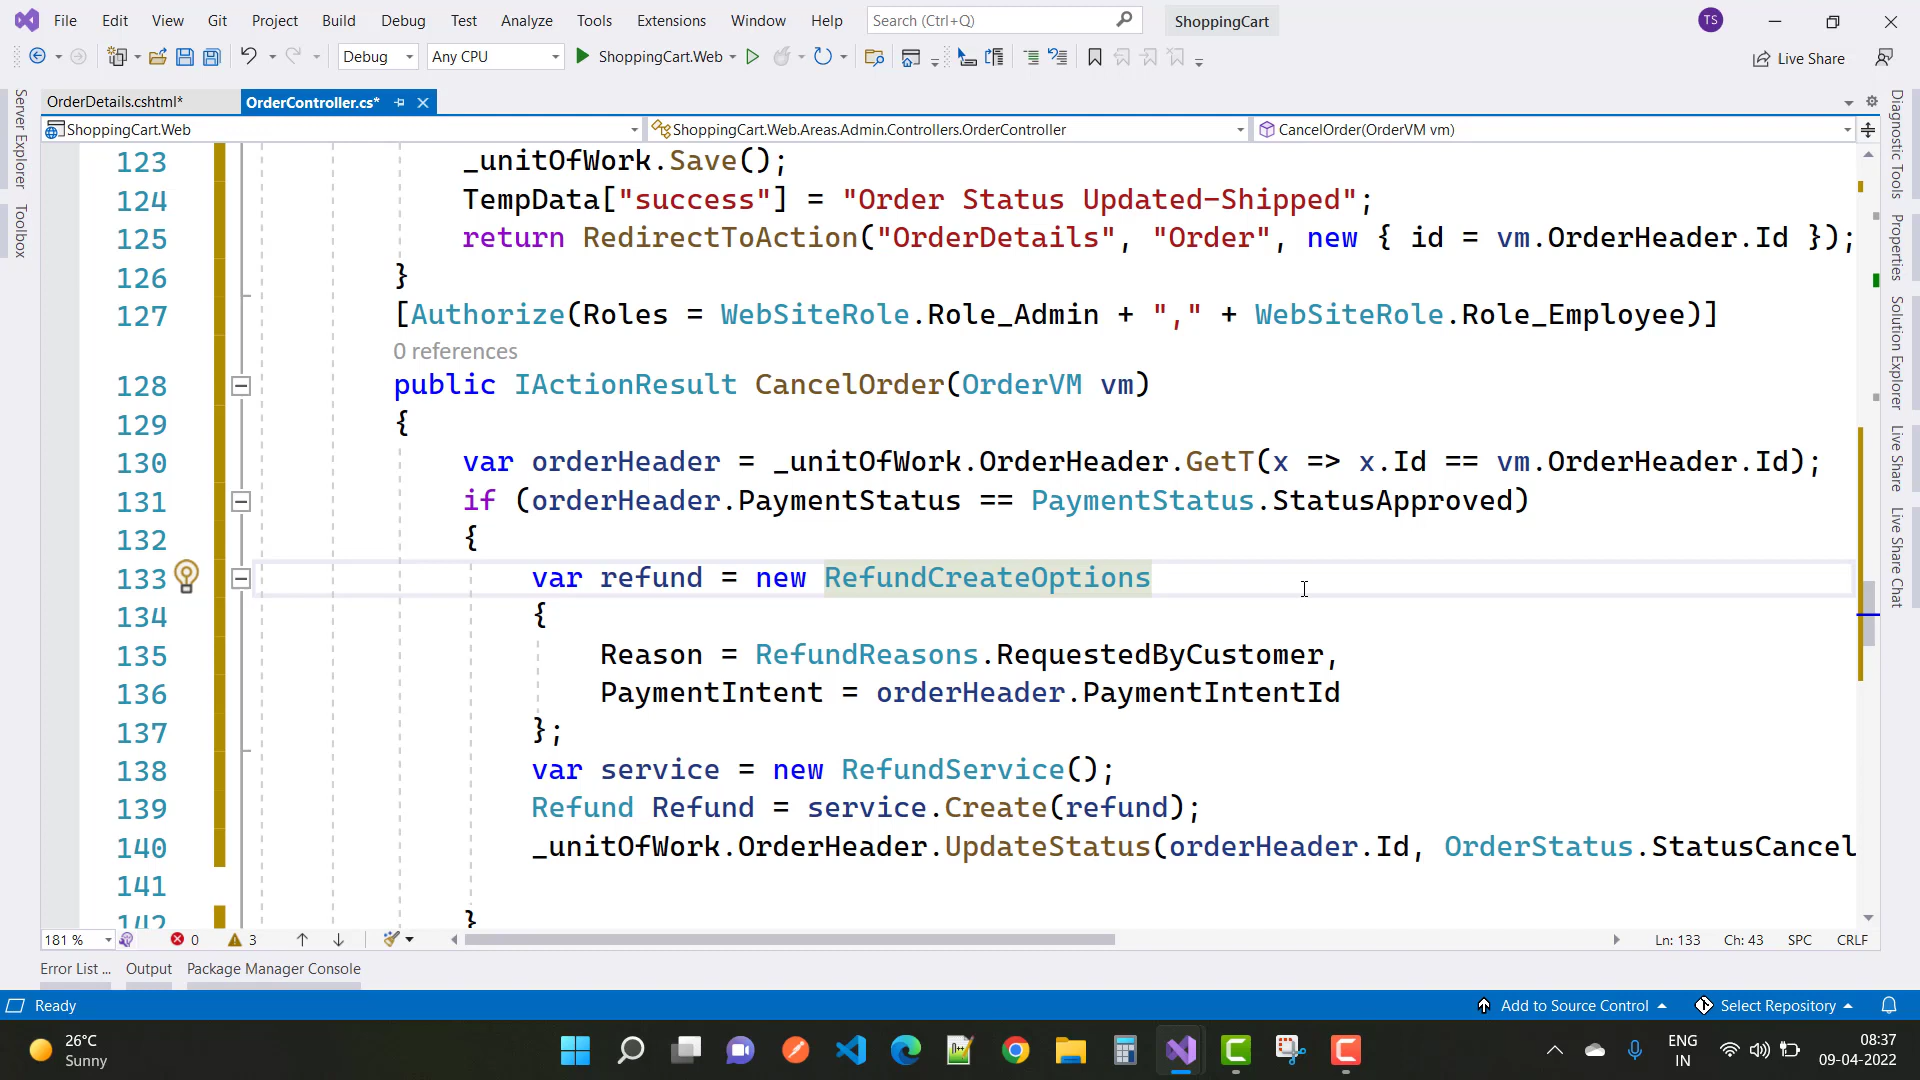 File Edit View Git Project Build Debug Test Analyze Tools Extensions Window Help Search (Ctrl+Q) ShoppingCart TS
Debug Any CPU ShoppingCart.Web Live Share
OrderDetails.cshtml* OrderController.cs*
ShoppingCart.Web ShoppingCart.Web.Areas.Admin.Controllers.OrderController CancelOrder(OrderVM vm)
Server Explorer
Toolbox
123 _unitOfWork.Save();
124 TempData["success"] = "Order Status Updated-Shipped";
125 return RedirectToAction("OrderDetails", "Order", new { id = vm.OrderHeader.Id });
126 }
127 [Authorize(Roles = WebSiteRole.Role_Admin + "," + WebSiteRole.Role_Employee)]
0 references
128 public IActionResult CancelOrder(OrderVM vm)
129 {
130 var orderHeader = _unitOfWork.OrderHeader.GetT(x => x.Id == vm.OrderHeader.Id);
131 if (orderHeader.PaymentStatus == PaymentStatus.StatusApproved)
132 {
133 var refund = new RefundCreateOptions
134 {
135 Reason = RefundReasons.RequestedByCustomer,
136 PaymentIntent = orderHeader.PaymentIntentId
137 };
138 var service = new RefundService();
139 Refund Refund = service.Create(refund);
140 _unitOfWork.OrderHeader.UpdateStatus(orderHeader.Id, OrderStatus.StatusCancel
141
142 }
Diagnostic Tools
Properties
Solution Explorer
Live Share
Live Share Chat
181 % 0 3 Ln: 133 Ch: 43 SPC CRLF
Error List ... Output Package Manager Console
Ready Add to Source Control Select Repository
26°C
Sunny
ENG
IN
08:37
09-04-2022